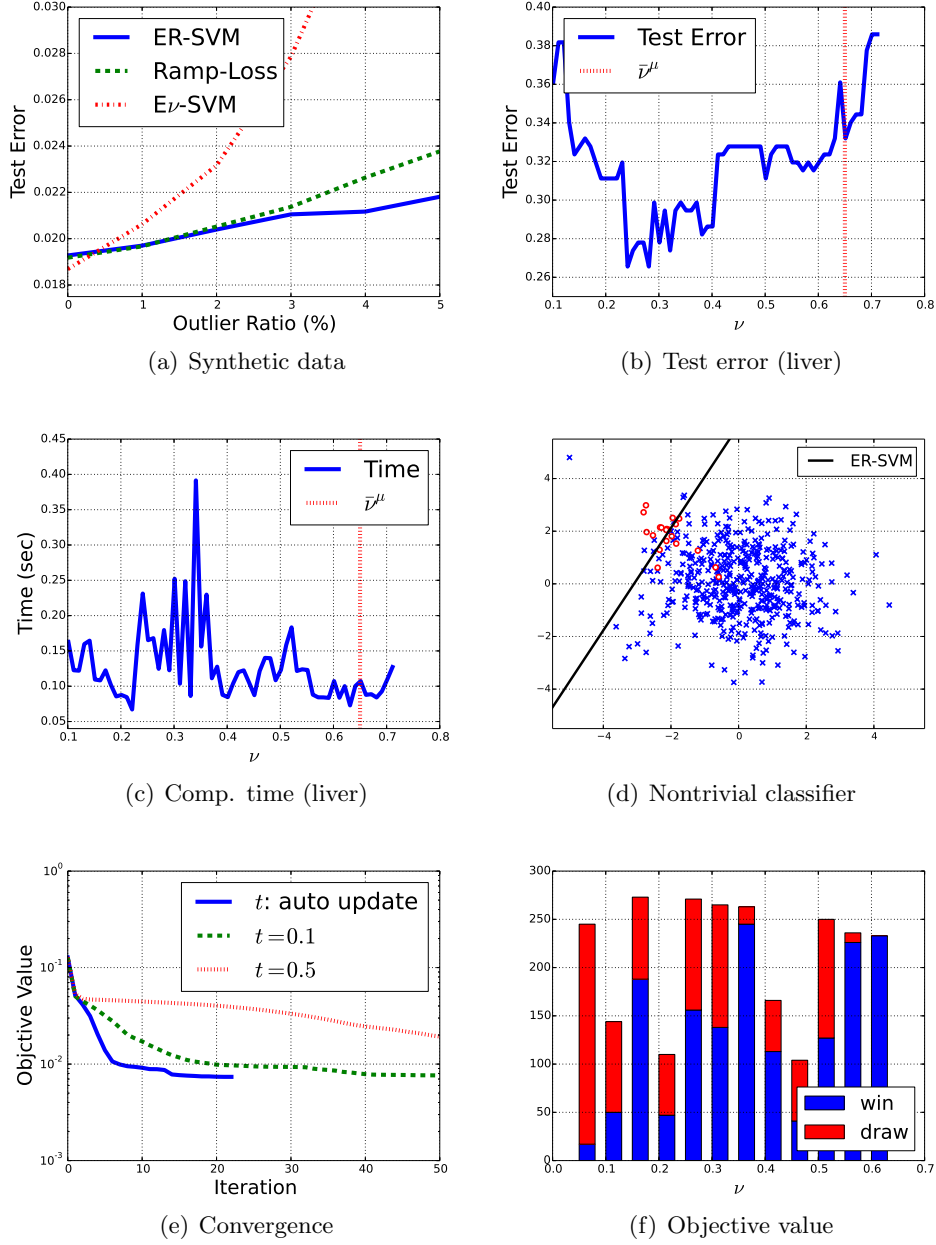 0.030
0.028
0.026
0.024
0.022
0.020
0.018
0 1 2 3 4 5
Test Error
Outlier Ratio (%)
ER-SVM
Ramp-Loss
Eν-SVM
(a) Synthetic data
0.40
0.38
0.36
0.34
0.32
0.30
0.28
0.26
0.1 0.2 0.3 0.4 0.5 0.6 0.7 0.8
Test Error
ν
Test Error
ν̄^μ
(b) Test error (liver)
0.45
0.40
0.35
0.30
0.25
0.20
0.15
0.10
0.05
0.1 0.2 0.3 0.4 0.5 0.6 0.7 0.8
Time (sec)
ν
Time
ν̄^μ
(c) Comp. time (liver)
4
2
0
−2
−4
−4 −2 0 2 4
ER-SVM
(d) Nontrivial classifier
10^0
10^-1
10^-2
10^-3
0 10 20 30 40 50
Objctive Value
Iteration
t: auto update
t=0.1
t=0.5
(e) Convergence
300
250
200
150
100
50
0
0.0 0.1 0.2 0.3 0.4 0.5 0.6 0.7
ν
win
draw
(f) Objective value